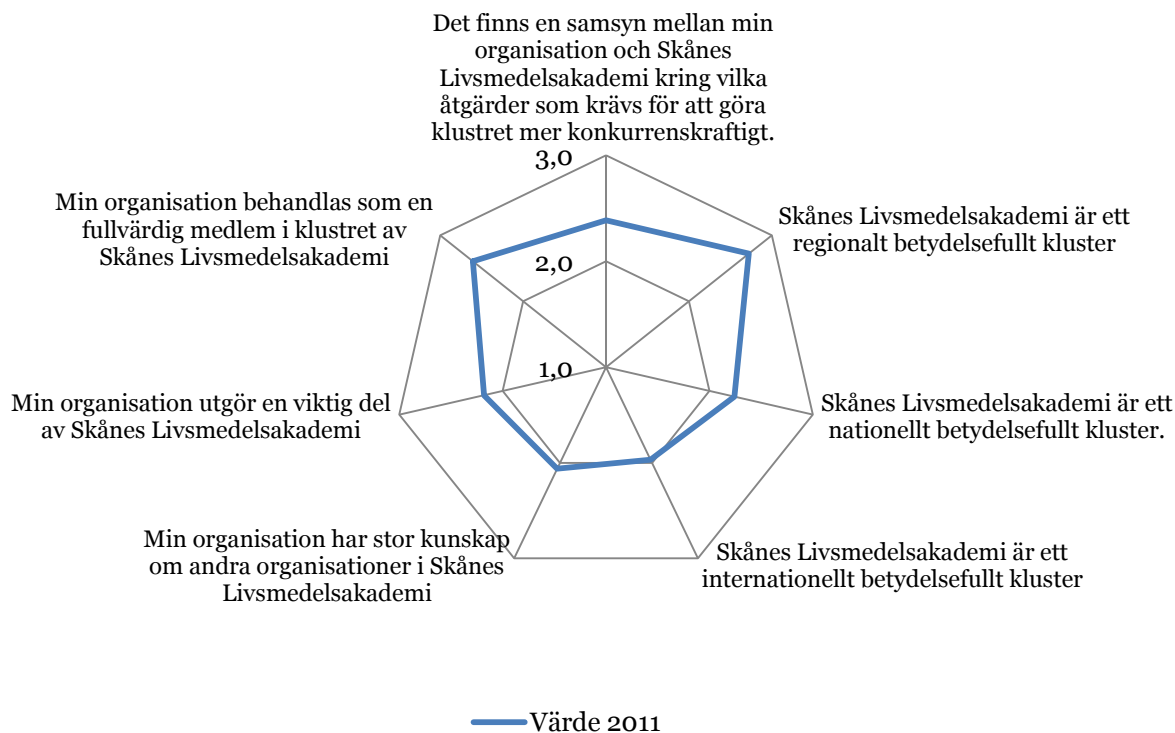 Det finns en samsyn mellan min
organisation och Skånes
Livsmedelsakademi kring vilka
åtgärder som krävs för att göra
klustret mer konkurrenskraftigt.
3,0
2,0
1,0
Skånes Livsmedelsakademi är ett
regionalt betydelsefullt kluster
Skånes Livsmedelsakademi är ett
nationellt betydelsefullt kluster.
Skånes Livsmedelsakademi är ett
internationellt betydelsefullt kluster
Min organisation har stor kunskap
om andra organisationer i Skånes
Livsmedelsakademi
Min organisation utgör en viktig del
av Skånes Livsmedelsakademi
Min organisation behandlas som en
fullvärdig medlem i klustret av
Skånes Livsmedelsakademi
Värde 2011